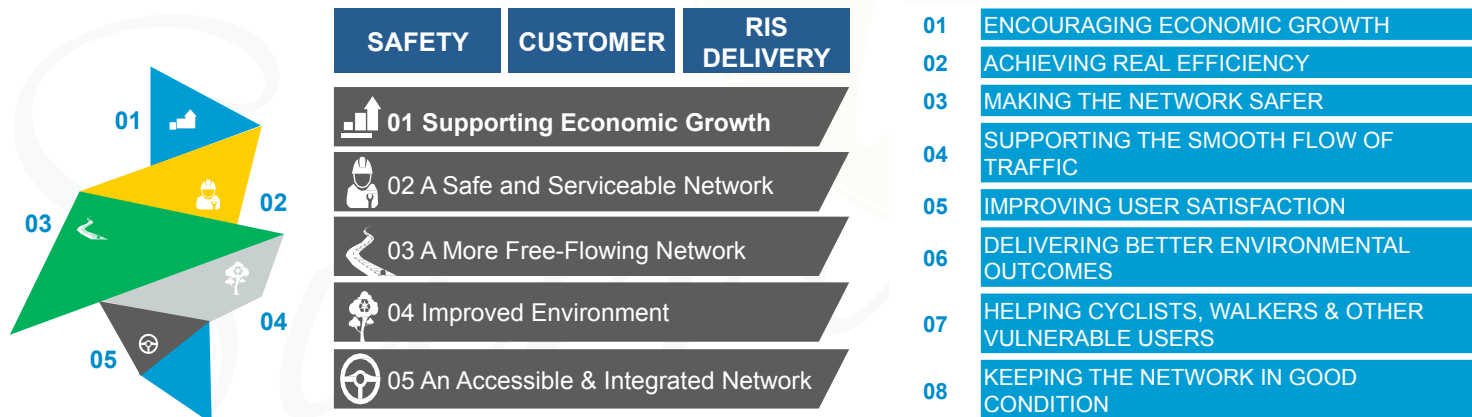 01
02
03
04
05
SAFETY
CUSTOMER
RIS
DELIVERY
01 Supporting Economic Growth
02 A Safe and Serviceable Network
03 A More Free-Flowing Network
04 Improved Environment
05 An Accessible & Integrated Network
01 ENCOURAGING ECONOMIC GROWTH
02 ACHIEVING REAL EFFICIENCY
03 MAKING THE NETWORK SAFER
04 SUPPORTING THE SMOOTH FLOW OF
TRAFFIC
05 IMPROVING USER SATISFACTION
06 DELIVERING BETTER ENVIRONMENTAL
OUTCOMES
07 HELPING CYCLISTS, WALKERS & OTHER
VULNERABLE USERS
08 KEEPING THE NETWORK IN GOOD
CONDITION